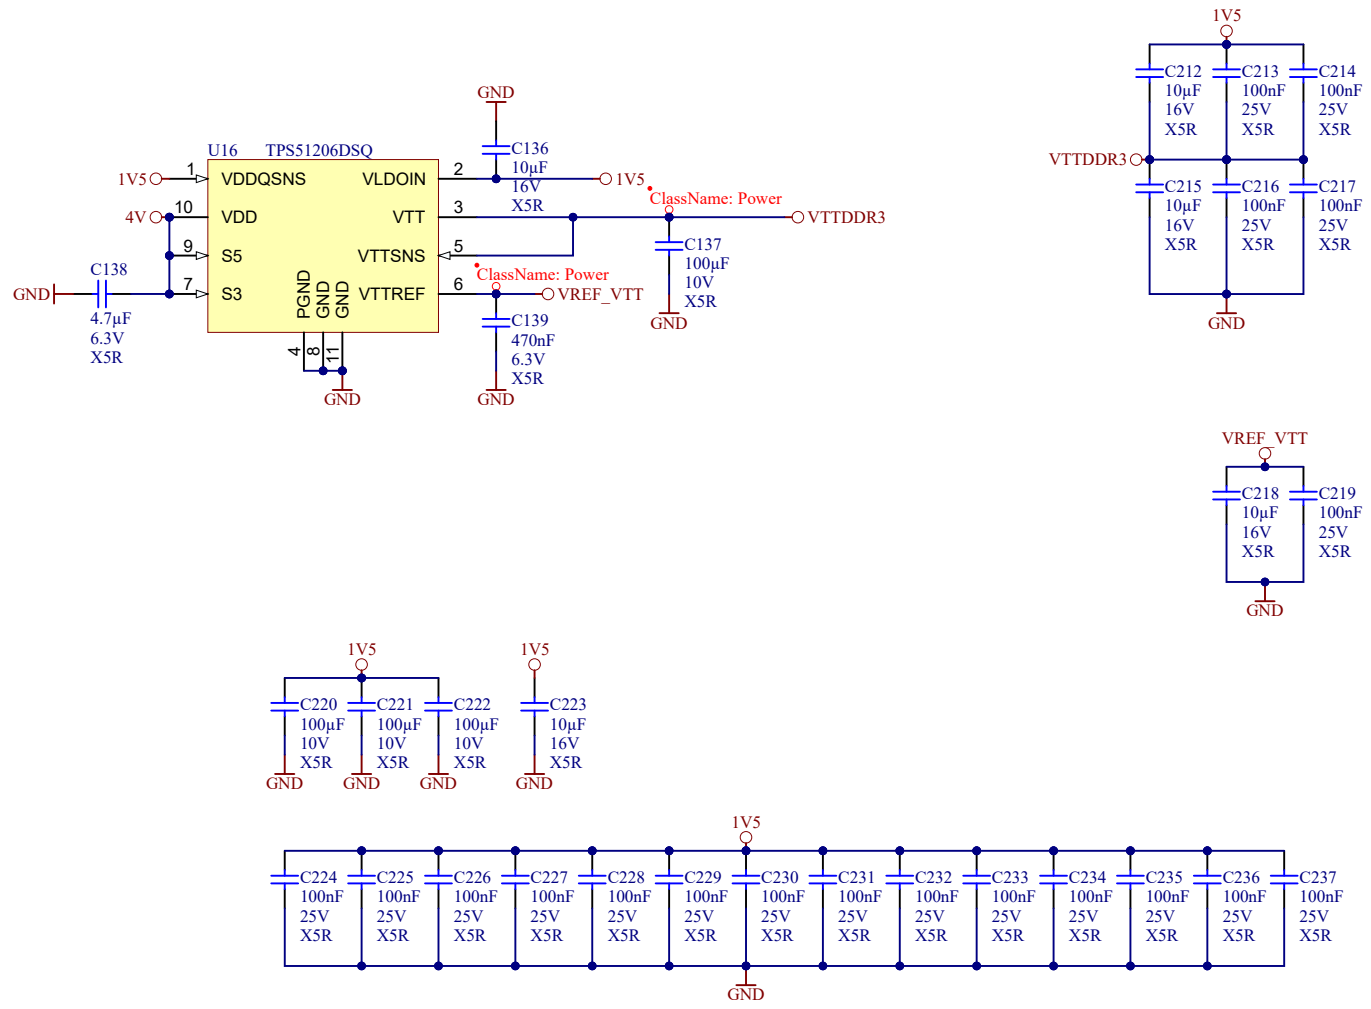 U16 TPS51206DSQ
GND
C136
10µF
16V
X5R
1V5
1 VDDQSNS
VLDOIN 2
1V5
4V
10 VDD
VTT 3
ClassName: Power
VTTDDR3
9 S5
VTTSNS 5
C137
100µF
10V
X5R
GND
C138
4.7µF
6.3V
X5R
GND
7 S3
VTTREF 6
ClassName: Power
VREF_VTT
C139
470nF
6.3V
X5R
GND
PGND GND GND
4 8 11
GND
1V5
C212 C213 C214
10µF 100nF 100nF
16V 25V 25V
X5R X5R X5R
VTTDDR3
C215 C216 C217
10µF 100nF 100nF
16V 25V 25V
X5R X5R X5R
GND
VREF_VTT
C218 C219
10µF 100nF
16V 25V
X5R X5R
GND
1V5 1V5
C220 C221 C222 C223
100µF 100µF 100µF 10µF
10V 10V 10V 16V
X5R X5R X5R X5R
GND GND GND GND
1V5
C224 C225 C226 C227 C228 C229 C230 C231 C232 C233 C234 C235 C236 C237
100nF 100nF 100nF 100nF 100nF 100nF 100nF 100nF 100nF 100nF 100nF 100nF 100nF 100nF
25V 25V 25V 25V 25V 25V 25V 25V 25V 25V 25V 25V 25V 25V
X5R X5R X5R X5R X5R X5R X5R X5R X5R X5R X5R X5R X5R X5R
GND